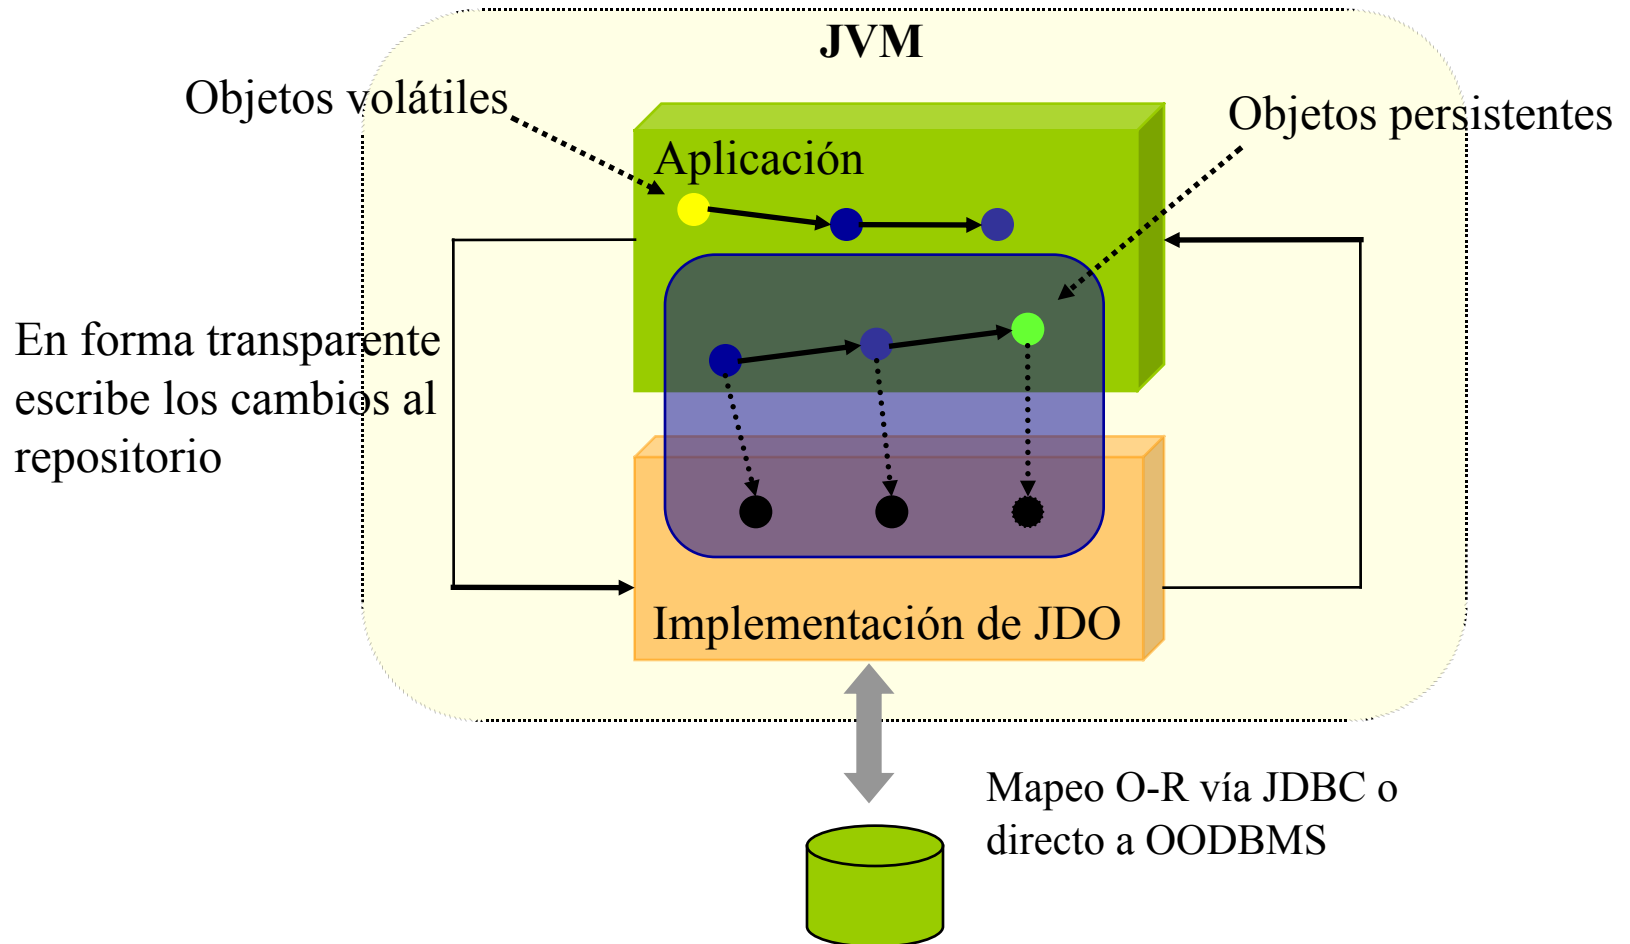 JVM
Objetos volátiles
Objetos persistentes
Aplicación
En forma transparente
escribe los cambios al
repositorio
Implementación de JDO
Mapeo O-R vía JDBC o
directo a OODBMS